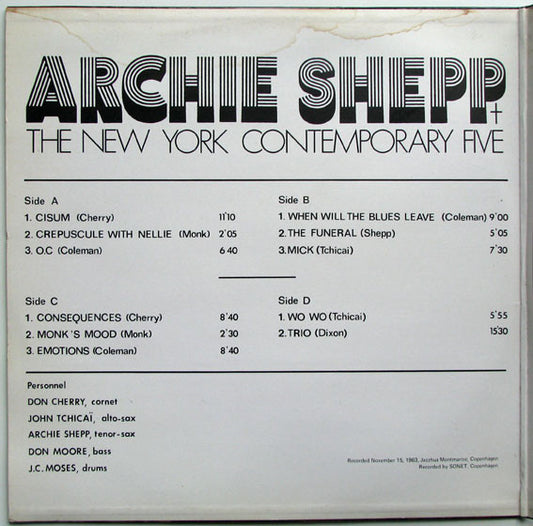 ARCHIE SHEPP +
THE NEW YORK CONTEMPORARY FIVE
Side A
1. CISUM (Cherry) 11'10
2. CREPUSCULE WITH NELLIE (Monk) 2'05
3. O.C (Coleman) 6 40
Side B
1. WHEN WILL THE BLUES LEAVE (Coleman) 9'00
2. THE FUNERAL (Shepp) 5'05
3. MICK (Tchicai) 7'30
Side C
1. CONSEQUENCES (Cherry) 8'40
2. MONK'S MOOD (Monk) 2'30
3. EMOTIONS (Coleman) 8'40
Side D
1. WO WO (Tchicai) 5'55
2. TRIO (Dixon) 15'30
Personnel
DON CHERRY, cornet
JOHN TCHICAÏ, alto-sax
ARCHIE SHEPP, tenor-sax
DON MOORE, bass
J.C. MOSES, drums
Recorded November 15, 1963, Jazzhus Montmartre, Copenhagen
Recorded by SONET, Copenhagen